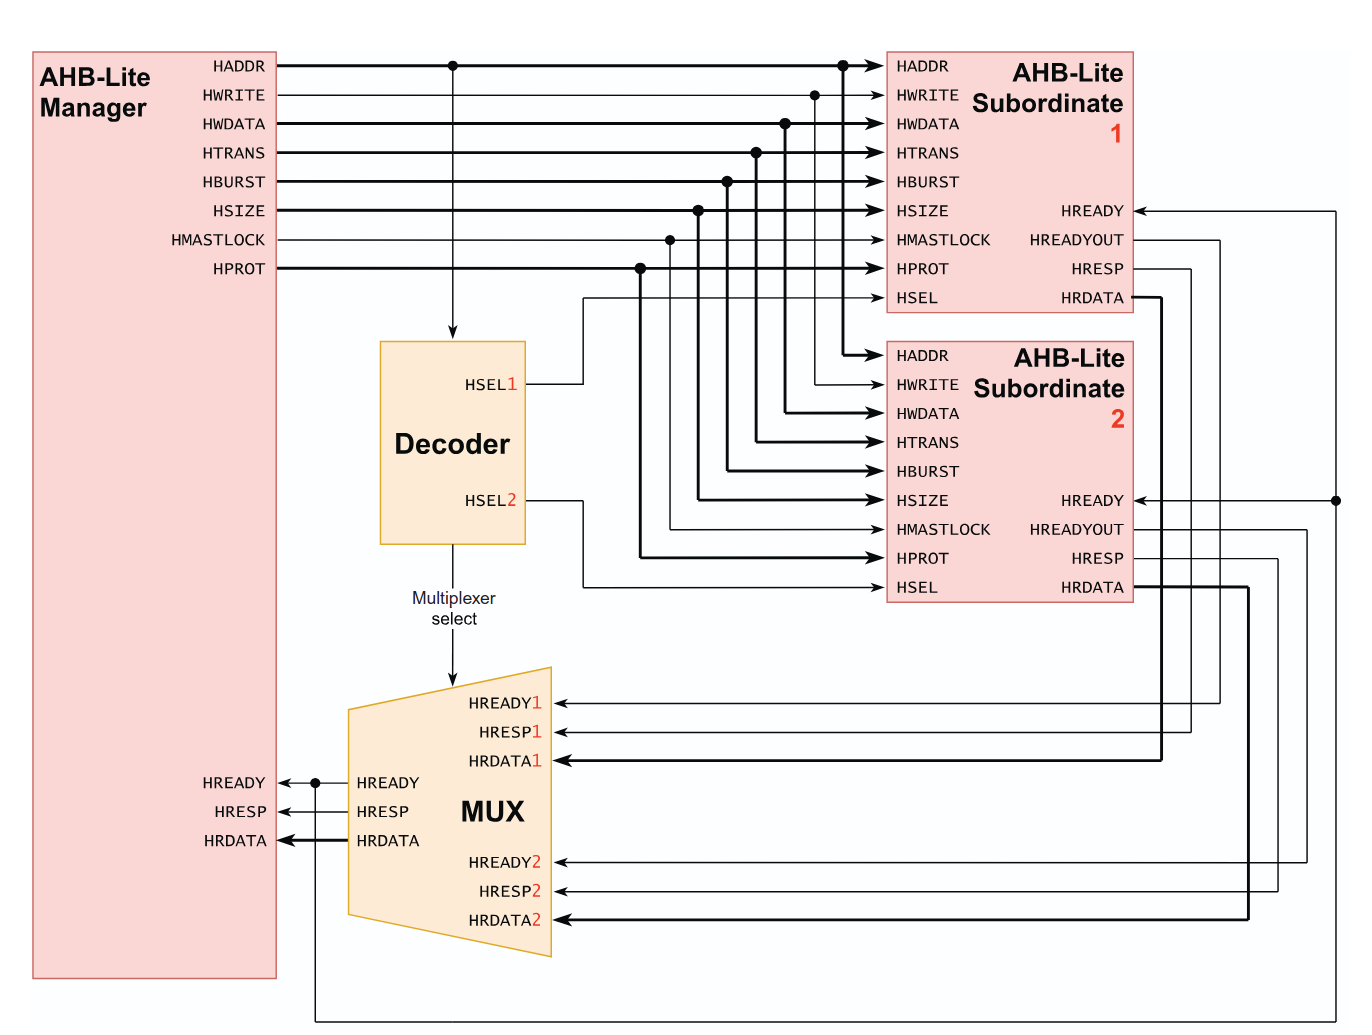 AHB-Lite
Manager
HADDR
HWRITE
HWDATA
HTRANS
HBURST
HSIZE
HMASTLOCK
HPROT
HREADY
HRESP
HRDATA
HADDR
HWRITE
HWDATA
HTRANS
HBURST
HSIZE
HMASTLOCK
HPROT
HSEL
AHB-Lite
Subordinate
1
HREADY
HREADYOUT
HRESP
HRDATA
HSEL1
Decoder
HSEL2
HADDR
HWRITE
HWDATA
HTRANS
HBURST
HSIZE
HMASTLOCK
HPROT
HSEL
AHB-Lite
Subordinate
2
HREADY
HREADYOUT
HRESP
HRDATA
Multiplexer
select
HREADY1
HRESP1
HRDATA1
HREADY
HRESP
HRDATA
MUX
HREADY2
HRESP2
HRDATA2